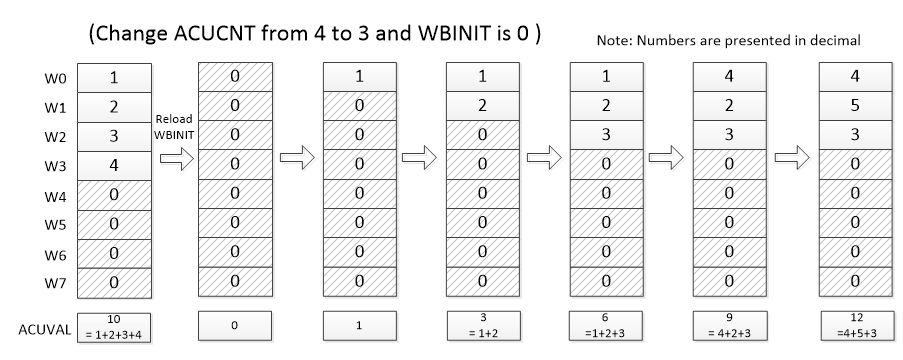 (Change ACUCNT from 4 to 3 and WBINIT is 0 )
Note: Numbers are presented in decimal
W0 1 0 1 1 1 4 4
W1 2 0 0 2 2 2 5
Reload
WBINIT
W2 3 0 0 0 3 3 3
W3 4 0 0 0 0 0 0
W4 0 0 0 0 0 0 0
W5 0 0 0 0 0 0 0
W6 0 0 0 0 0 0 0
W7 0 0 0 0 0 0 0
ACUVAL 10 0 1 3 6 9 12
= 1+2+3+4 = 1+2 =1+2+3 = 4+2+3 =4+5+3